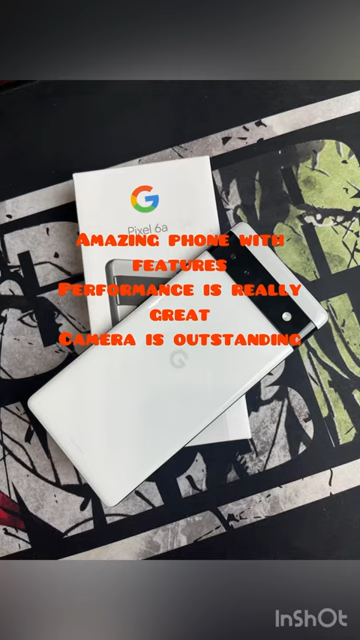 Pixel 6a
Amazing phone with
features
Performance is really
great
Camera is outstanding
InShOt